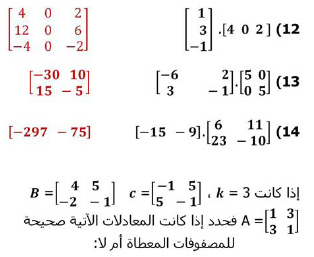 12) [1 3 -1] . [4 0 2]    [4 0 2 12 0 6 -4 0 -2]
13) [-6 2 3 -1] . [5 0 0 5]    [-30 10 15 -5]
14) [-15 -9] . [6 11 23 -10]    [-297 -75]
إذا كانت k = 3 ، c = [-1 5 5 -1]  B = [4 5 -2 -1]
A = [1 3 3 1] فحدد إذا كانت المعادلات الآتية صحيحة
للمصفوفات المعطاة أم لا: